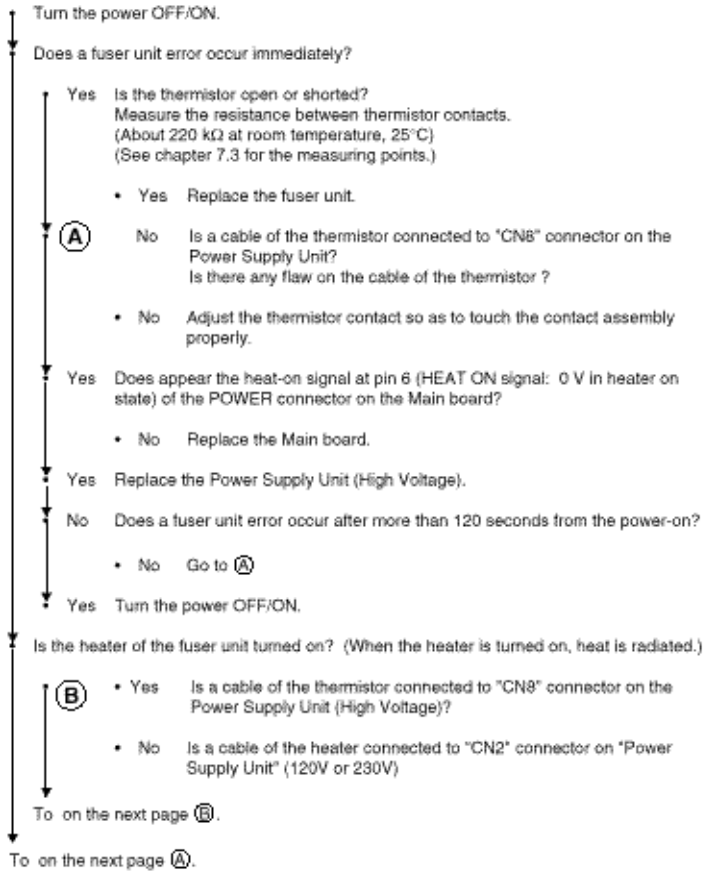 Turn the power OFF/ON.
Does a fuser unit error occur immediately?
Yes Is the thermistor open or shorted?
Measure the resistance between thermistor contacts.
(About 220 kΩ at room temperature, 25°C)
(See chapter 7.3 for the measuring points.)
• Yes Replace the fuser unit.
Ⓐ No Is a cable of the thermistor connected to "CN8" connector on the
Power Supply Unit?
Is there any flaw on the cable of the thermistor ?
• No Adjust the thermistor contact so as to touch the contact assembly
properly.
Yes Does appear the heat-on signal at pin 6 (HEAT ON signal: 0 V in heater on
state) of the POWER connector on the Main board?
• No Replace the Main board.
Yes Replace the Power Supply Unit (High Voltage).
No Does a fuser unit error occur after more than 120 seconds from the power-on?
• No Go to Ⓐ
Yes Turn the power OFF/ON.
Is the heater of the fuser unit turned on? (When the heater is turned on, heat is radiated.)
Ⓑ • Yes Is a cable of the thermistor connected to "CN8" connector on the
Power Supply Unit (High Voltage)?
• No Is a cable of the heater connected to "CN2" connector on "Power
Supply Unit" (120V or 230V)
To on the next page Ⓑ.
To on the next page Ⓐ.